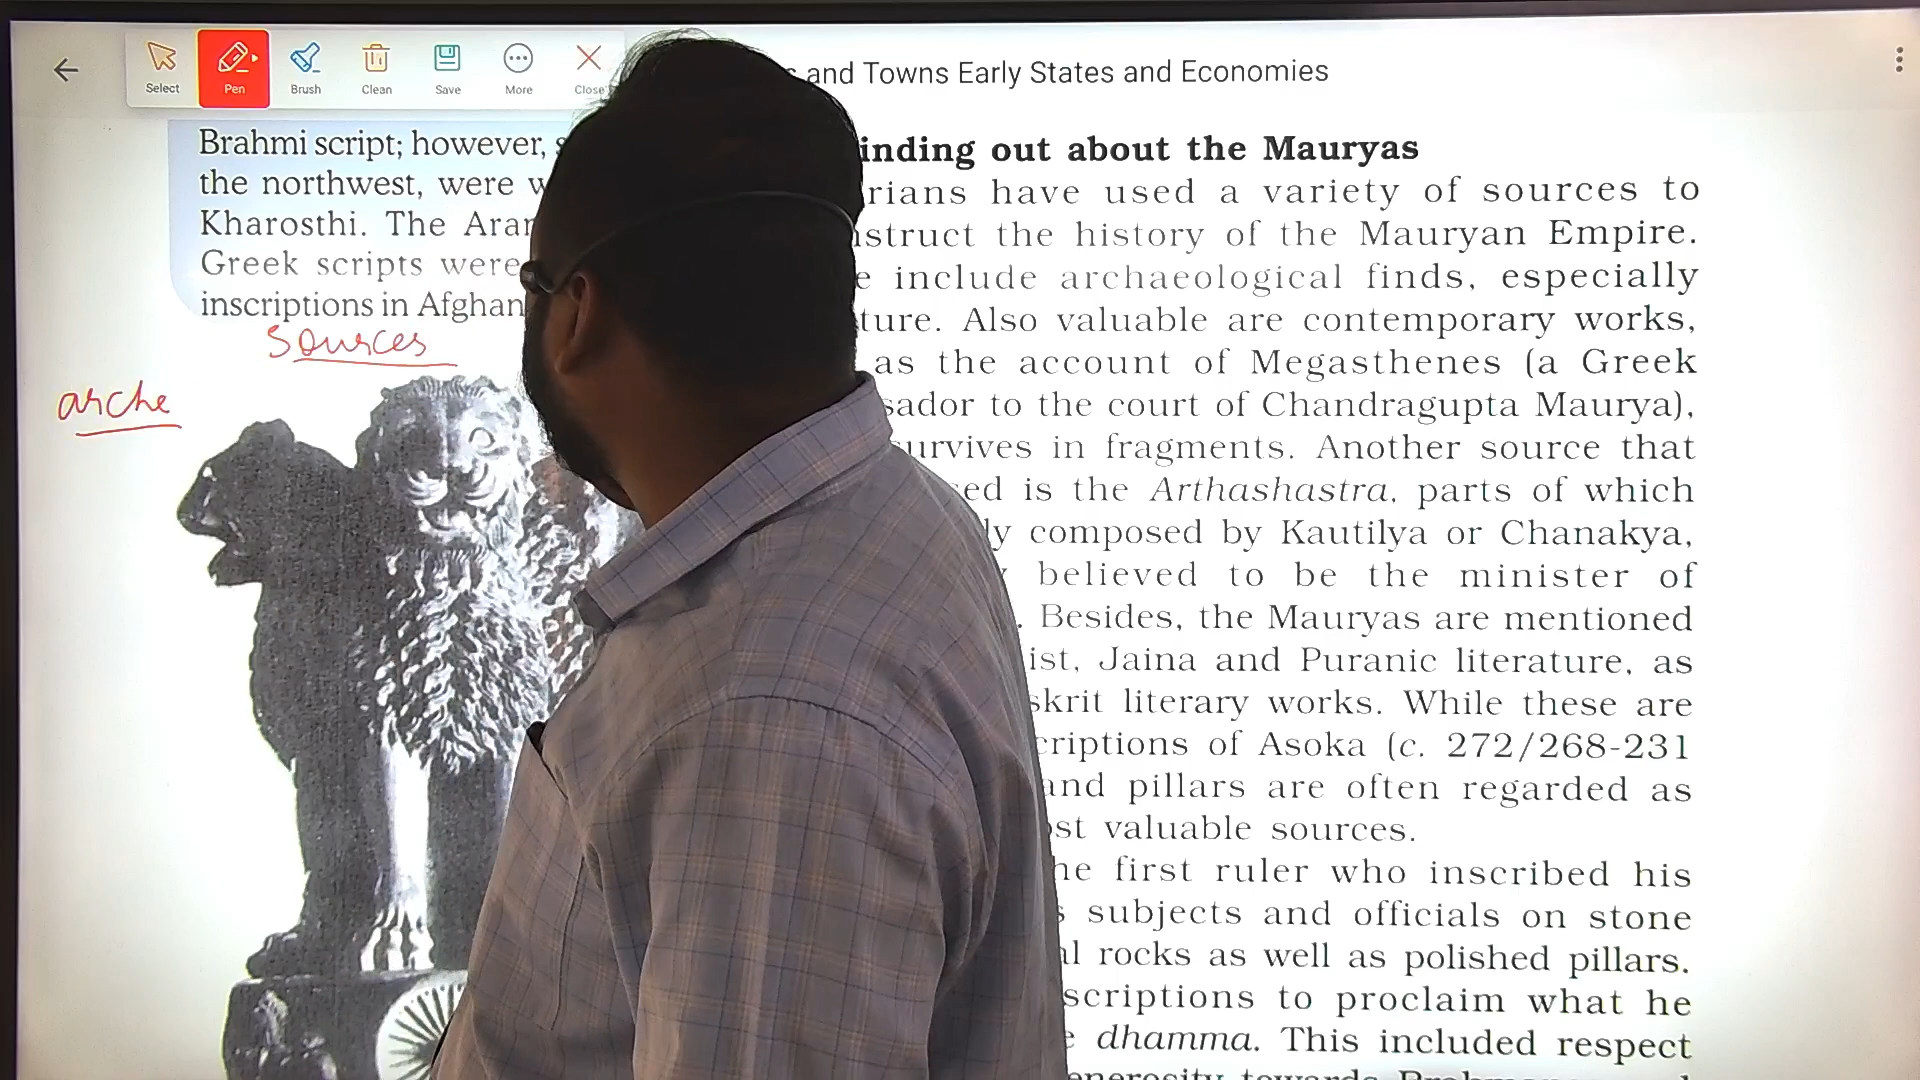 Select Pen Brush Clean Save More Close
and Towns Early States and Economies
Brahmi script; however,
the northwest, were
Kharosthi. The
Greek scripts were
inscriptions in
Sources
arche
inding out about the Mauryas
rians have used a variety of sources to
nstruct the history of the Mauryan Empire.
e include archaeological finds, especially
ture. Also valuable are contemporary works,
as the account of Megasthenes (a Greek
sador to the court of Chandragupta Maurya),
urvives in fragments. Another source that
ed is the Arthashastra, parts of which
ly composed by Kautilya or Chanakya,
believed to be the minister of
. Besides, the Mauryas are mentioned
ist, Jaina and Puranic literature, as
skrit literary works. While these are
criptions of Asoka (c. 272/268-231
and pillars are often regarded as
st valuable sources.
he first ruler who inscribed his
subjects and officials on stone
al rocks as well as polished pillars.
scriptions to proclaim what he
dhamma. This included respect